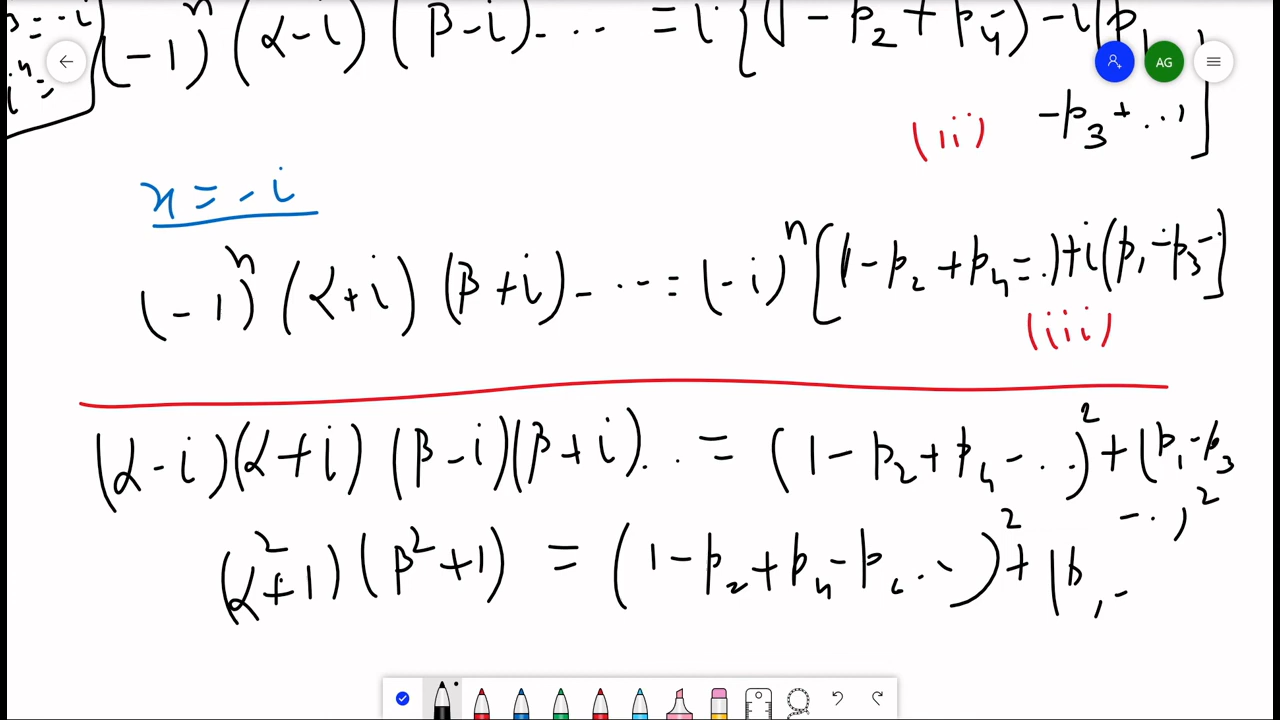 β = -i
(-1)ⁿ (α-i) (β-i)- ... = i {(1 - p₂ + p₄) - i(p₁
-p₃ + ...]
(ii)
x = -i
(-1)ⁿ (α+i) (β+i)- ... = (-i)ⁿ [(1-p₂+p₄=.)+i(p₁-p₃-]
(iii)
(α-i)(α+i) (β-i)(β+i).. = (1-p₂+p₄-...)²+(p₁-p₃
-..)²
(α²+1)(β²+1) = (1-p₂+p₄-p₆...)²+(p₁-
AG